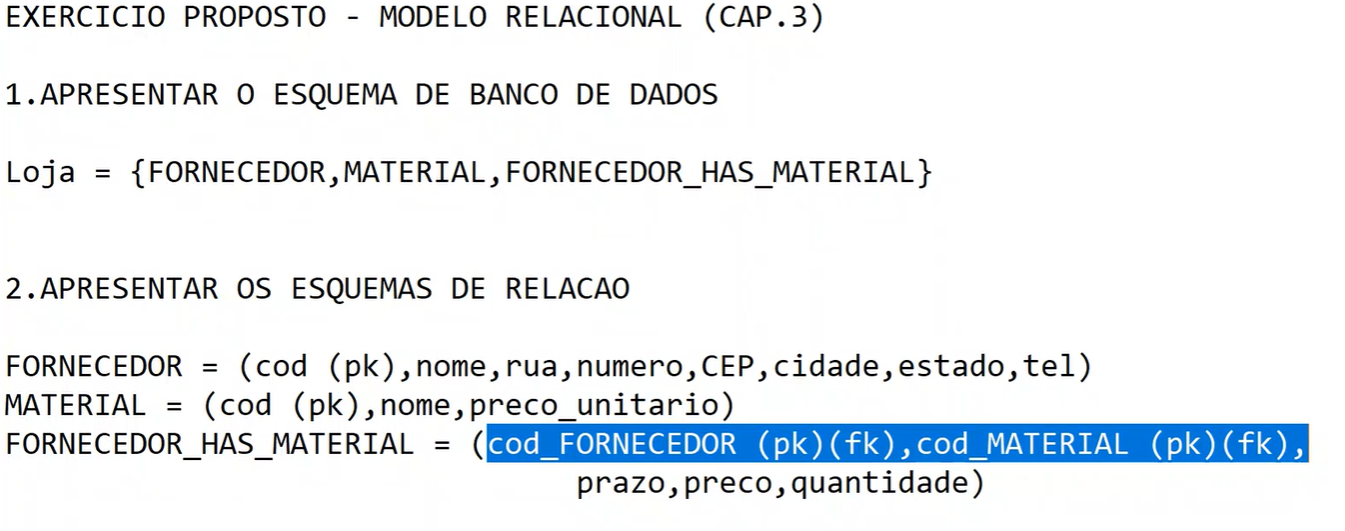 EXERCICIO PROPOSTO - MODELO RELACIONAL (CAP.3)
1.APRESENTAR O ESQUEMA DE BANCO DE DADOS
Loja = {FORNECEDOR,MATERIAL,FORNECEDOR_HAS_MATERIAL}
2.APRESENTAR OS ESQUEMAS DE RELACAO
FORNECEDOR = (cod (pk),nome,rua,numero,CEP,cidade,estado,tel)
MATERIAL = (cod (pk),nome,preco_unitario)
FORNECEDOR_HAS_MATERIAL = (cod_FORNECEDOR (pk)(fk),cod_MATERIAL (pk)(fk),
prazo,preco,quantidade)